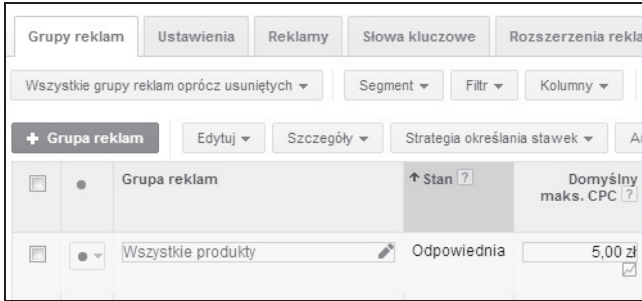 Grupy reklam Ustawienia Reklamy Słowa kluczowe Rozszerzenia
Wszystkie grupy reklam oprócz usuniętych Segment Filtr Kolumny
+ Grupa reklam Edytuj Szczegóły Strategia określania stawek
Grupa reklam ↑ Stan ? Domyślny
maks. CPC ?
Wszystkie produkty Odpowiednia 5,00 zł